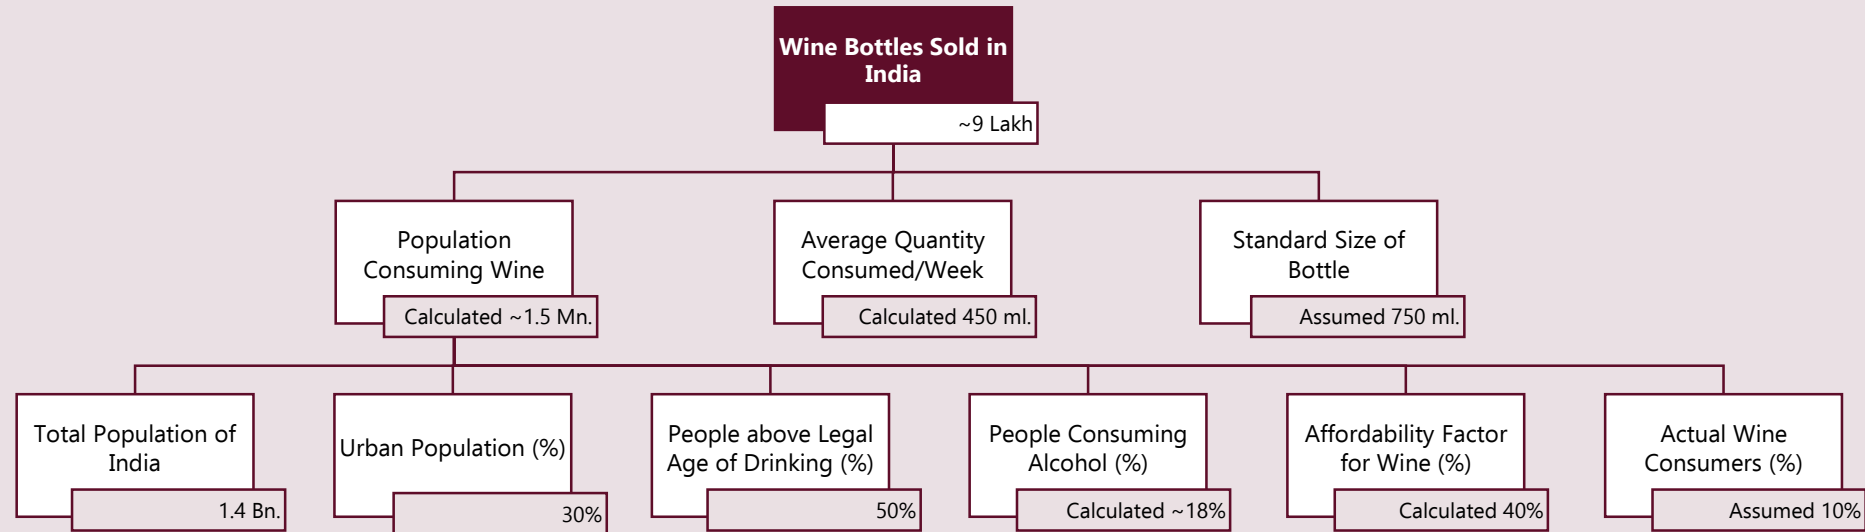 Wine Bottles Sold in
India
~9 Lakh
Population
Consuming Wine
Calculated ~1.5 Mn.
Average Quantity
Consumed/Week
Calculated 450 ml.
Standard Size of
Bottle
Assumed 750 ml.
Total Population of
India
1.4 Bn.
Urban Population (%)
30%
People above Legal
Age of Drinking (%)
50%
People Consuming
Alcohol (%)
Calculated ~18%
Affordability Factor
for Wine (%)
Calculated 40%
Actual Wine
Consumers (%)
Assumed 10%